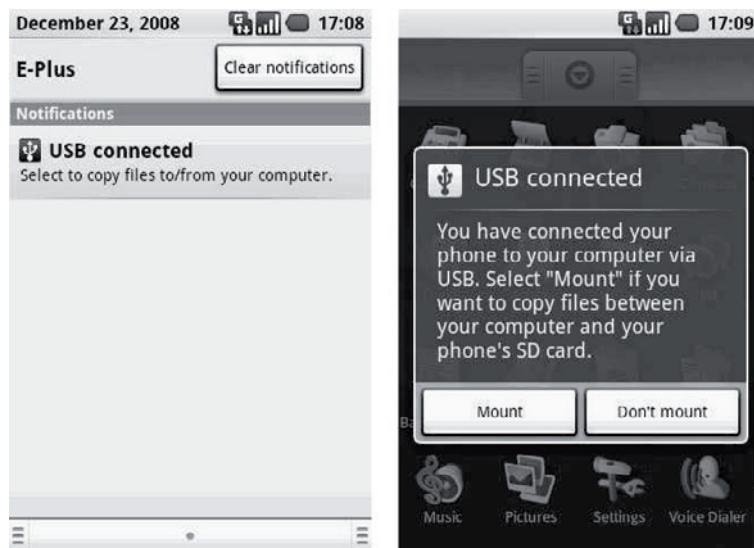 December 23, 2008 17:08
E-Plus
Clear notifications
Notifications
USB connected
Select to copy files to/from your computer.
17:09
USB connected
You have connected your
phone to your computer via
USB. Select "Mount" if you
want to copy files between
your computer and your
phone's SD card.
Mount
Don't mount
Music
Pictures
Settings
Voice Dialer